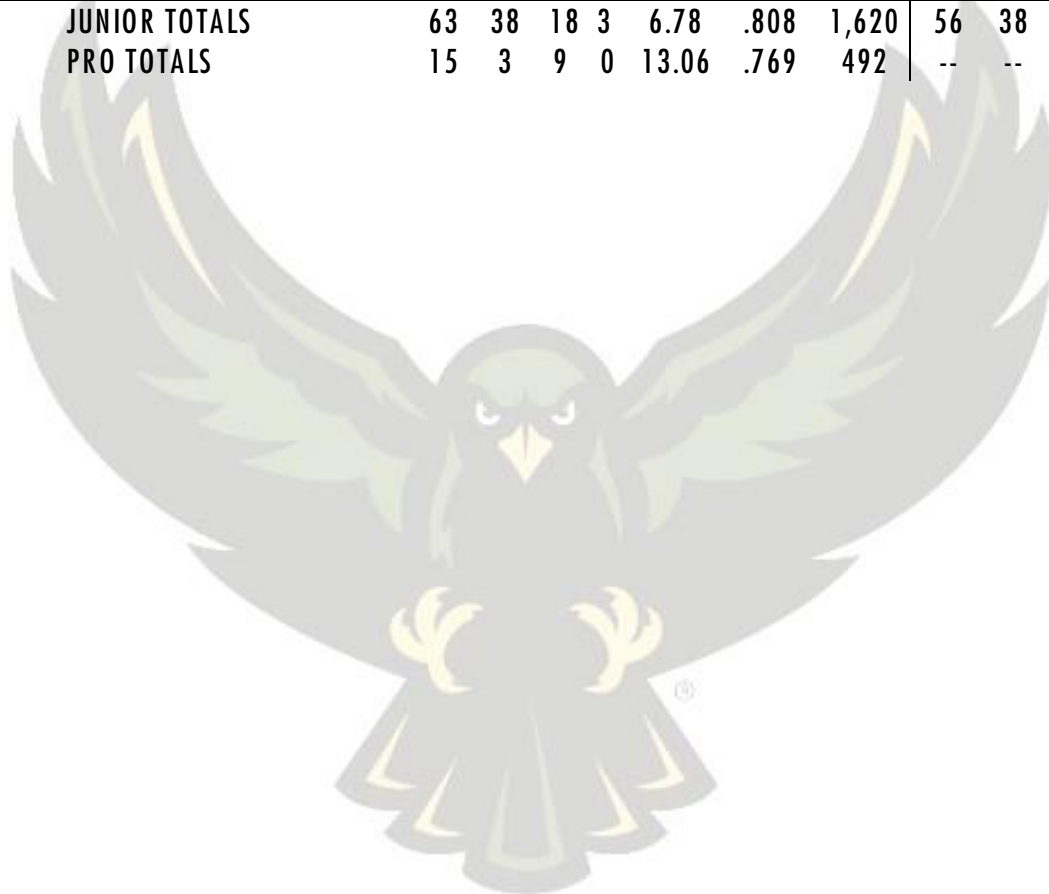 JUNIOR TOTALS 63 38 18 3 6.78 .808 1,620 56 38
PRO TOTALS 15 3 9 0 13.06 .769 492 -- --
®